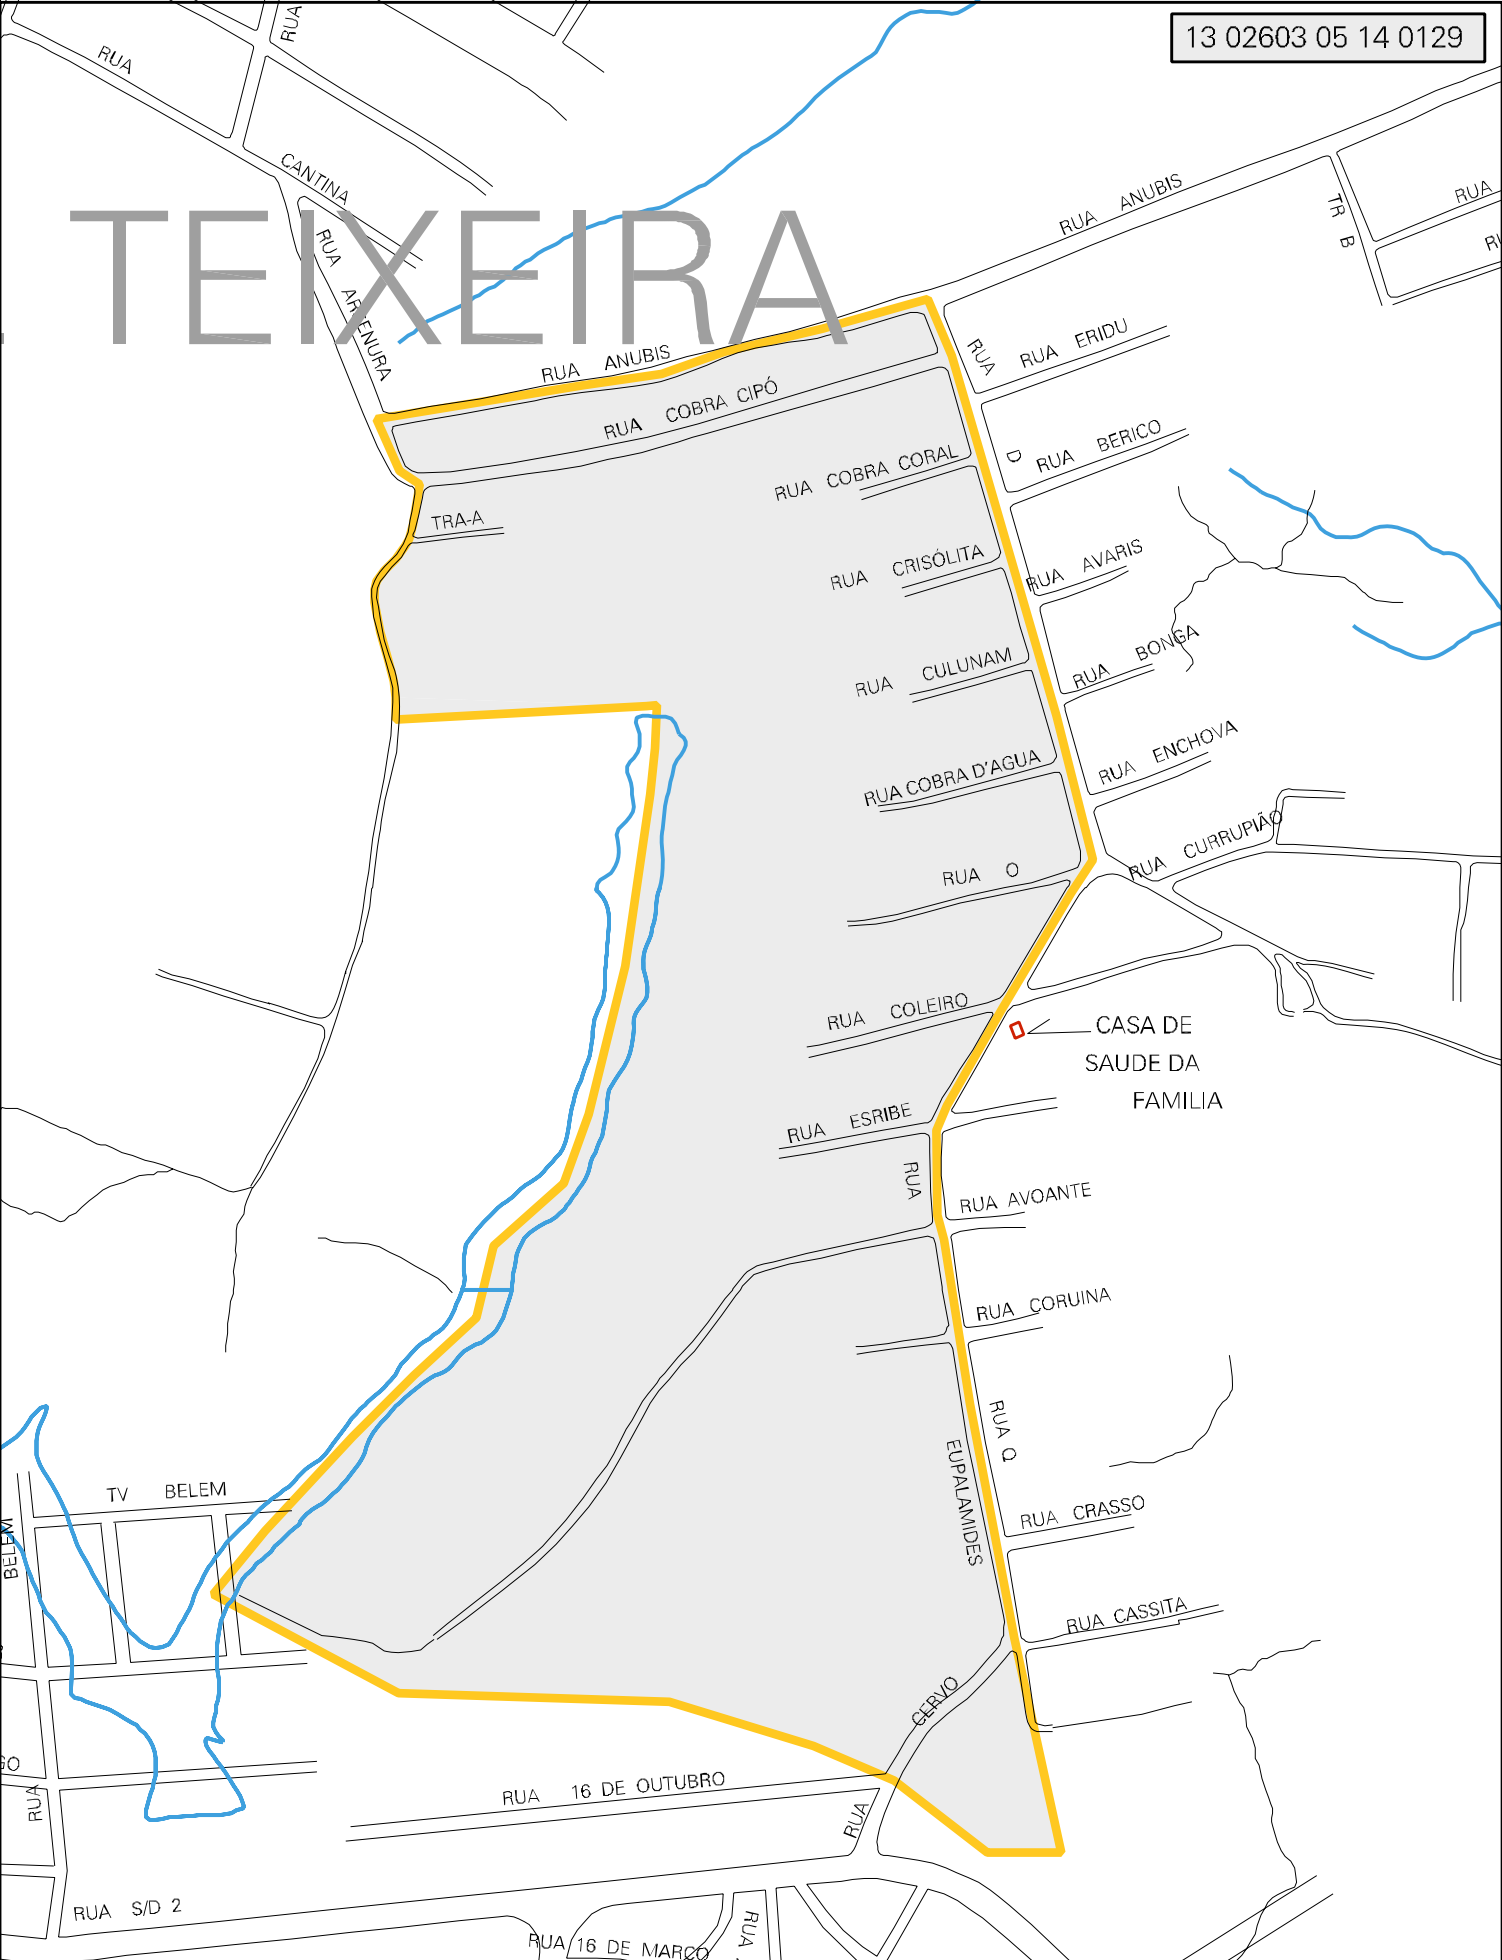 13 02603 05 14 0129
RUA
RUA
CANTINA
RUA ARGENURA
TEIXEIRA
RUA ANUBIS
TR B
RUA
RUA ANUBIS
RUA COBRA CIPÓ
RUA D
RUA ERIDU
RUA BERICO
RUA COBRA CORAL
TRA-A
RUA CRISÓLITA
RUA AVARIS
RUA CULUNAM
RUA BONGA
RUA COBRA D'AGUA
RUA ENCHOVA
RUA CURRUPIÃO
RUA O
RUA COLEIRO
CASA DE
SAUDE DA
FAMILIA
RUA ESRIBE
RUA EUPALAMIDES
RUA AVOANTE
RUA CORUINA
RUA Q
TV BELEM
BELEM
RUA CRASSO
RUA CASSITA
RUA CERVO
RUA 16 DE OUTUBRO
RUA
RUA S/D 2
RUA 16 DE MARÇO
RUA